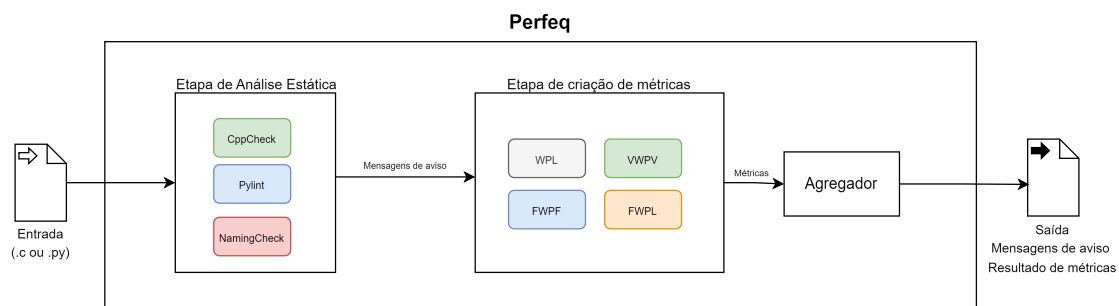 Perfeq
Etapa de Análise Estática
Etapa de criação de métricas
CppCheck
Pylint
NamingCheck
Mensagens de aviso
WPL
VWPV
FWPF
FWPL
Métricas
Agregador
Entrada
(.c ou .py)
Saída
Mensagens de aviso
Resultado de métricas